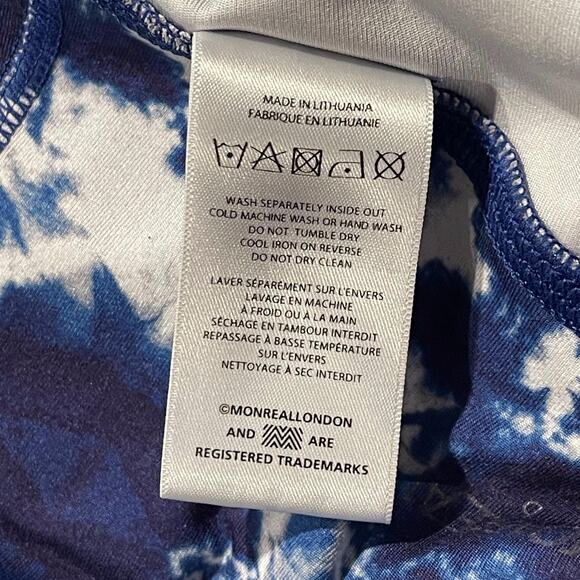 MADE IN LITHUANIA
FABRIQUE EN LITHUANIE
WASH SEPARATELY INSIDE OUT
COLD MACHINE WASH OR HAND WASH
DO NOT TUMBLE DRY
COOL IRON ON REVERSE
DO NOT DRY CLEAN
LAVER SÉPARÉMENT SUR L'ENVERS
LAVAGE EN MACHINE
À FROID OU À LA MAIN
SÉCHAGE EN TAMBOUR INTERDIT
REPASSAGE À BASSE TEMPÉRATURE
SUR L'ENVERS
NETTOYAGE À SEC INTERDIT
©MONREALLONDON
AND ARE
REGISTERED TRADEMARKS